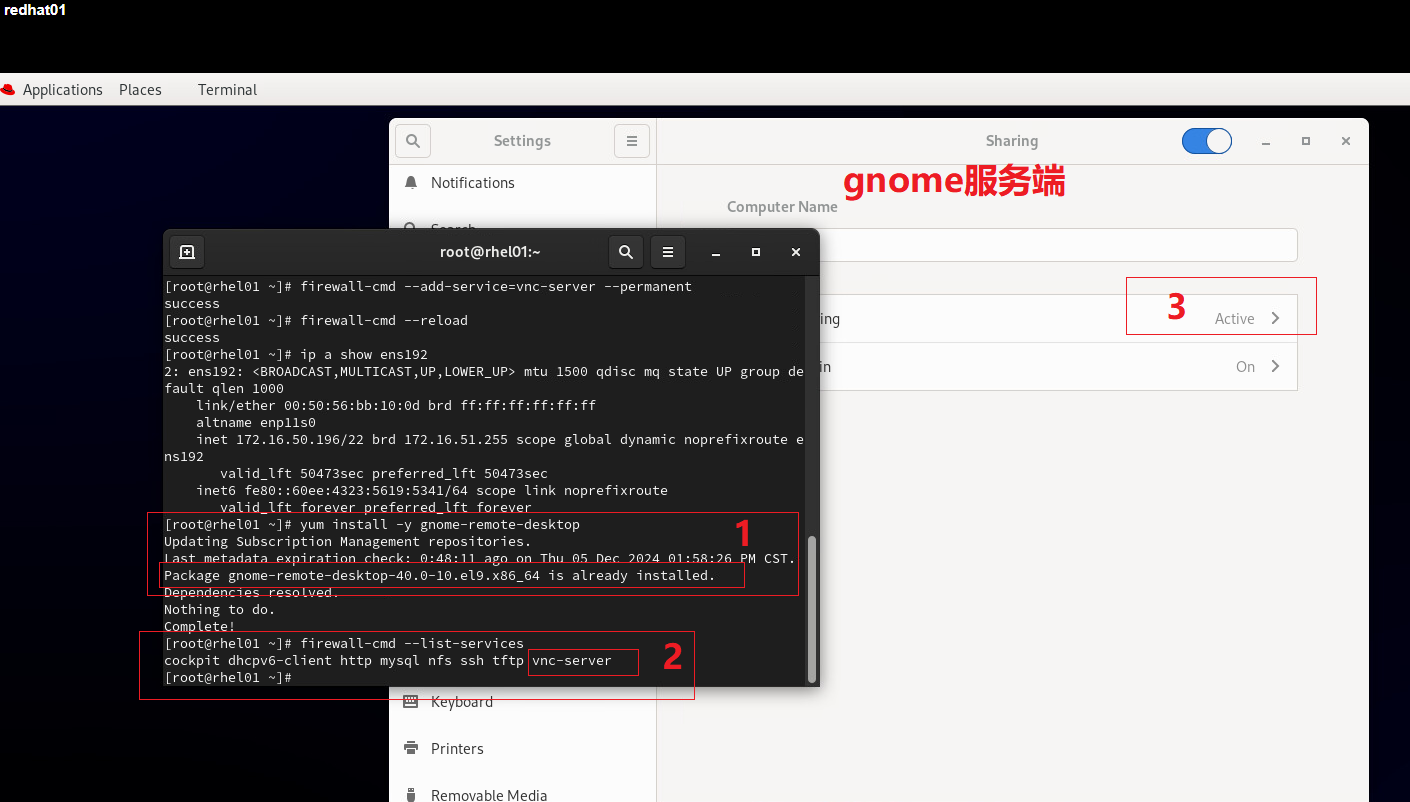 redhat01
Applications Places Terminal
Settings
Sharing
Notifications
gnome服务端
Computer Name
Search
root@rhel01:~
[root@rhel01 ~]# firewall-cmd --add-service=vnc-server --permanent
success
[root@rhel01 ~]# firewall-cmd --reload
success
[root@rhel01 ~]# ip a show ens192
2: ens192: <BROADCAST,MULTICAST,UP,LOWER_UP> mtu 1500 qdisc mq state UP group de
fault qlen 1000
link/ether 00:50:56:bb:10:0d brd ff:ff:ff:ff:ff:ff
altname enp11s0
inet 172.16.50.196/22 brd 172.16.51.255 scope global dynamic noprefixroute e
ns192
valid_lft 50473sec preferred_lft 50473sec
inet6 fe80::60ee:4323:5619:5341/64 scope link noprefixroute
valid_lft forever preferred_lft forever
[root@rhel01 ~]# yum install -y gnome-remote-desktop
1
Updating Subscription Management repositories.
Last metadata expiration check: 0:48:11 ago on Thu 05 Dec 2024 01:58:26 PM CST.
Package gnome-remote-desktop-40.0-10.el9.x86_64 is already installed.
Dependencies resolved.
Nothing to do.
Complete!
[root@rhel01 ~]# firewall-cmd --list-services
cockpit dhcpv6-client http mysql nfs ssh tftp vnc-server
2
[root@rhel01 ~]#
ing
3
Active
in
On
Keyboard
Printers
Removable Media